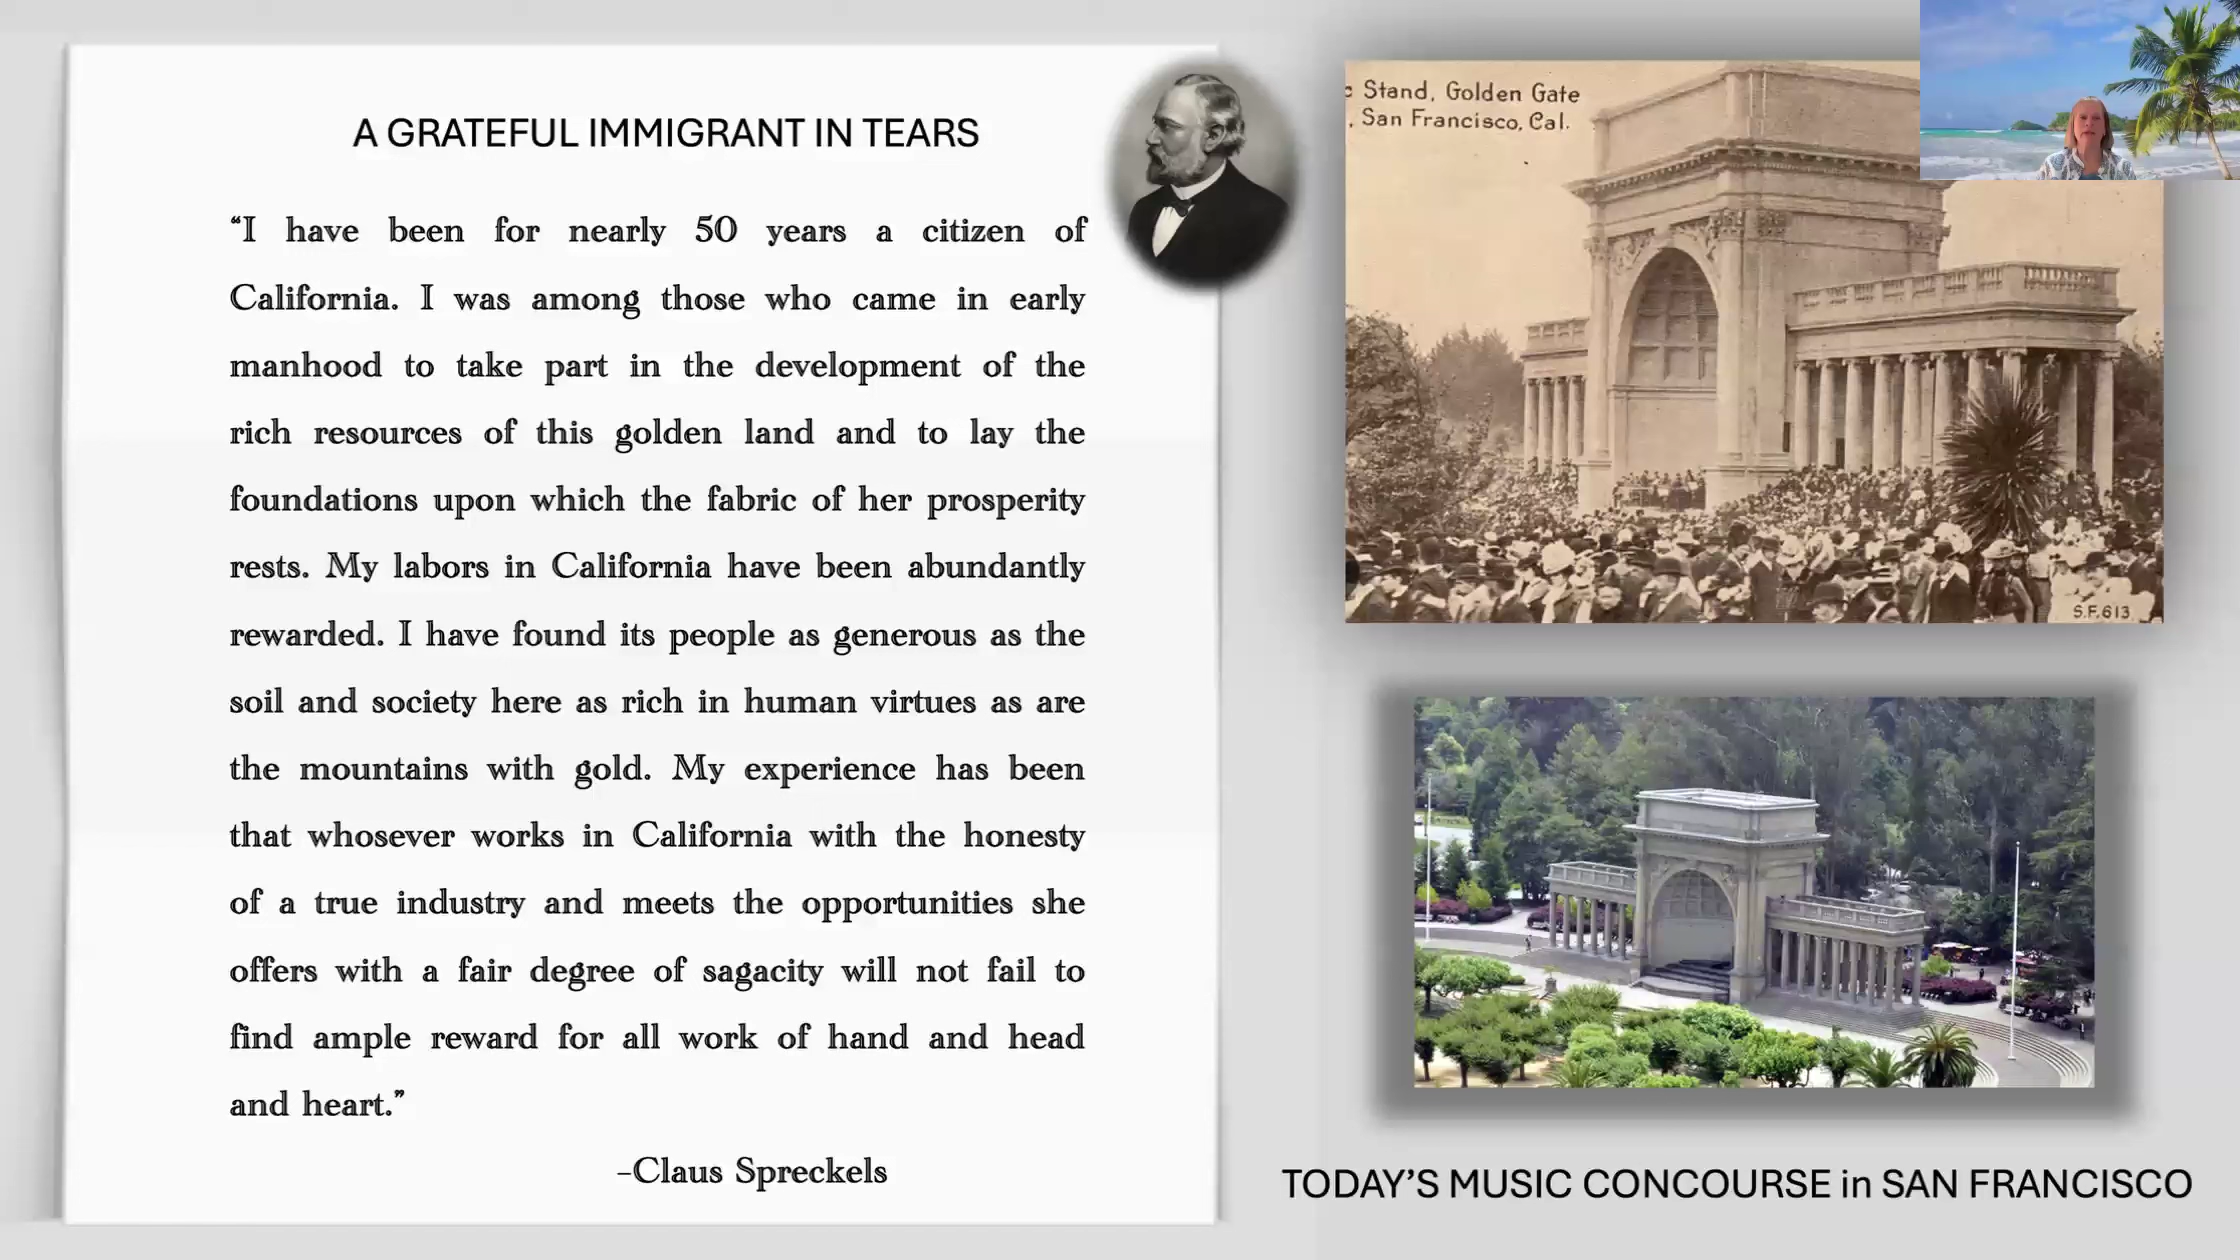 A GRATEFUL IMMIGRANT IN TEARS
“I have been for nearly 50 years a citizen of
California. I was among those who came in early
manhood to take part in the development of the
rich resources of this golden land and to lay the
foundations upon which the fabric of her prosperity
rests. My labors in California have been abundantly
rewarded. I have found its people as generous as the
soil and society here as rich in human virtues as are
the mountains with gold. My experience has been
that whosever works in California with the honesty
of a true industry and meets the opportunities she
offers with a fair degree of sagacity will not fail to
find ample reward for all work of hand and head
and heart.”
–Claus Spreckels
Stand, Golden Gate
, San Francisco, Cal.
S.F. 613
TODAY’S MUSIC CONCOURSE in SAN FRANCISCO